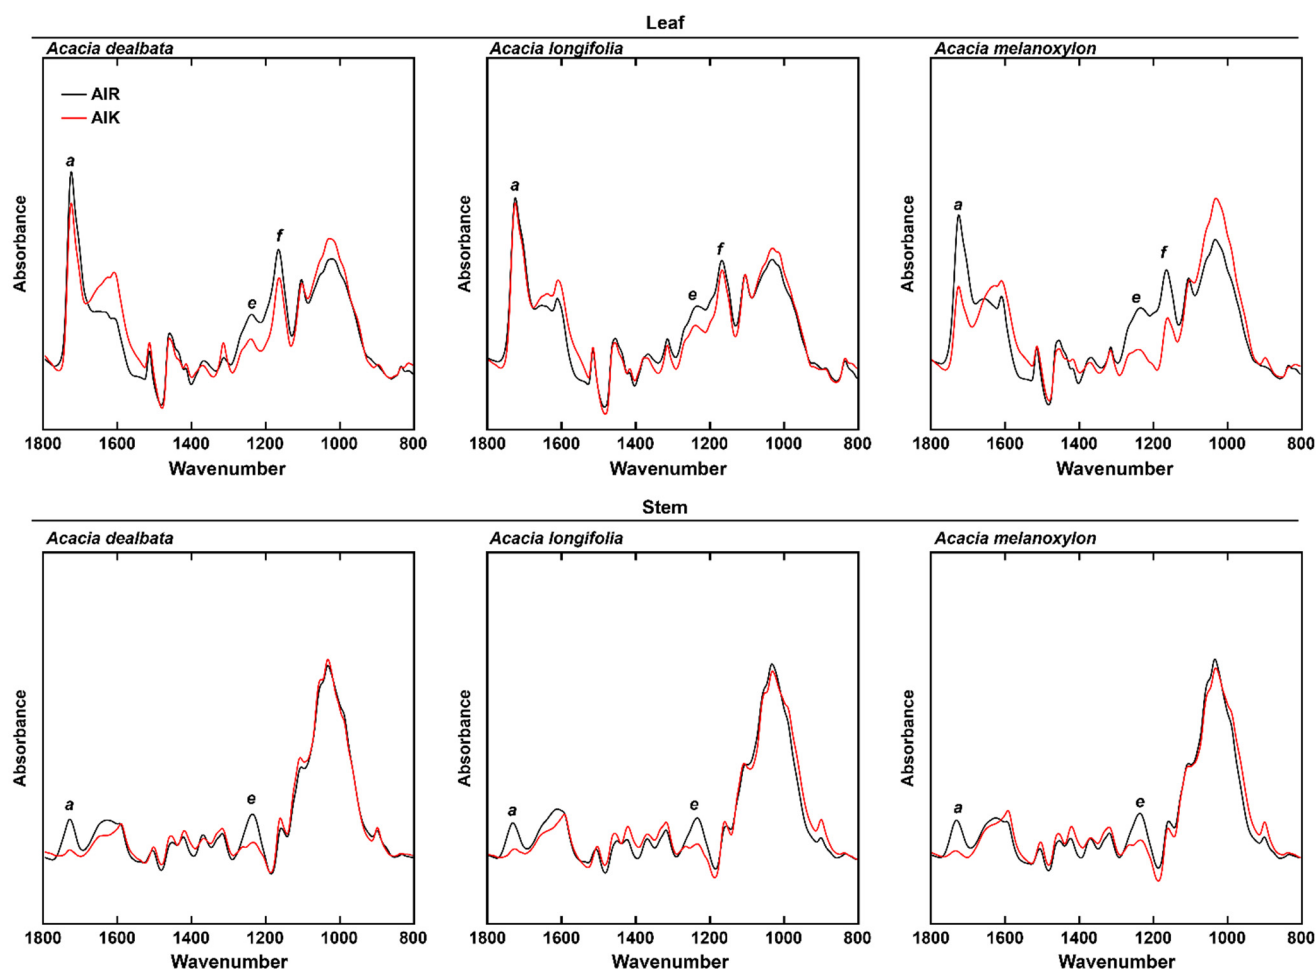 Leaf
Acacia dealbata
Acacia longifolia
Acacia melanoxylon
AIR
AIK
a
e
f
a
e
f
a
e
f
Absorbance
Absorbance
Absorbance
1800 1600 1400 1200 1000 800
1800 1600 1400 1200 1000 800
1800 1600 1400 1200 1000 800
Wavenumber
Wavenumber
Wavenumber
Stem
Acacia dealbata
Acacia longifolia
Acacia melanoxylon
a
e
a
e
a
e
Absorbance
Absorbance
Absorbance
1800 1600 1400 1200 1000 800
1800 1600 1400 1200 1000 800
1800 1600 1400 1200 1000 800
Wavenumber
Wavenumber
Wavenumber